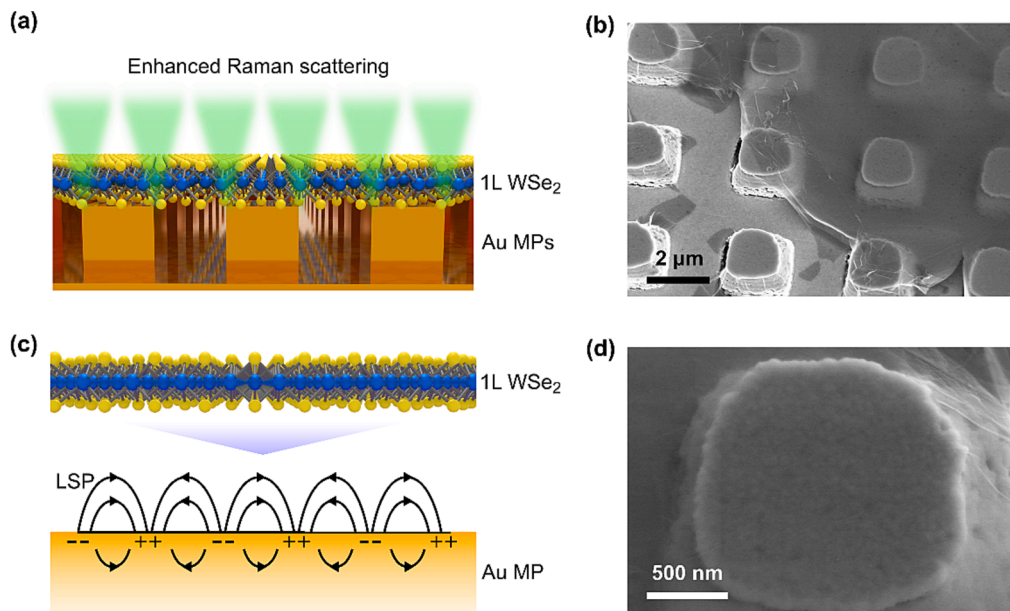 (a)
Enhanced Raman scattering
1L WSe₂
Au MPs
(b)
2 µm
(c)
1L WSe₂
LSP
-- ++ -- ++ -- ++
Au MP
(d)
500 nm